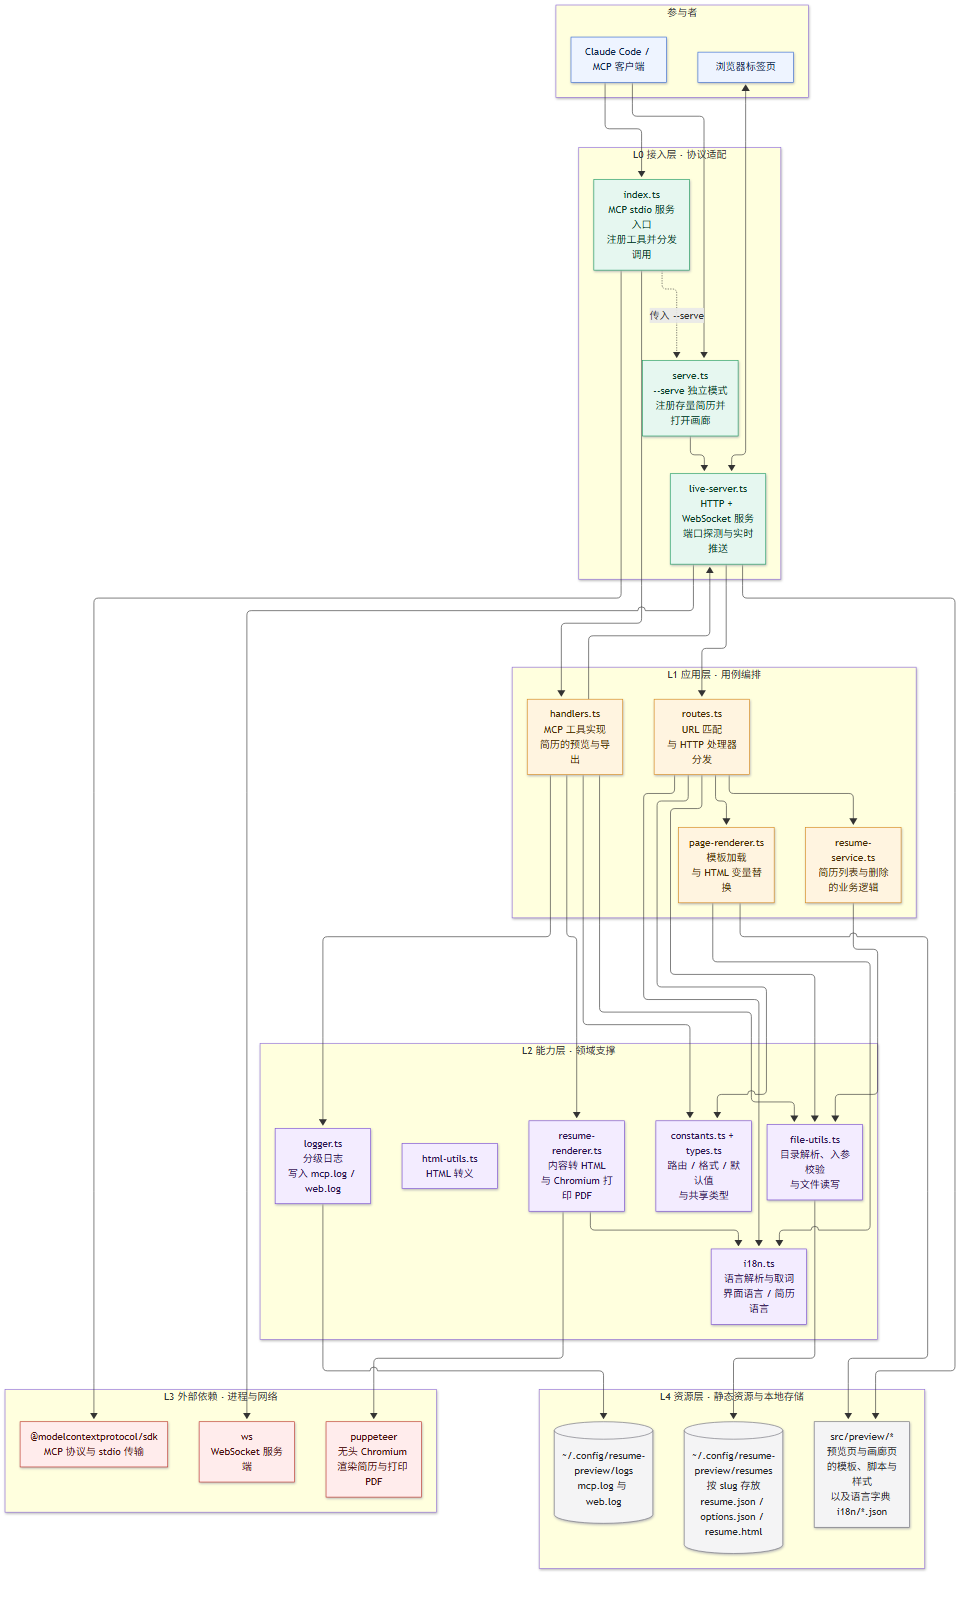 参与者
Claude Code /
MCP 客户端
浏览器标签页
L0 接入层 · 协议适配
index.ts
MCP stdio 服务
入口
注册工具并分发
调用
传入 --serve
serve.ts
--serve 独立模式
注册存量简历并
打开画廊
live-server.ts
HTTP +
WebSocket 服务
端口探测与实时
推送
L1 应用层 · 用例编排
handlers.ts
MCP 工具实现
简历的预览与导
出
routes.ts
URL 匹配
与 HTTP 处理器
分发
page-renderer.ts
模板加载
与 HTML 变量替
换
resume-
service.ts
简历列表与删除
的业务逻辑
L2 能力层 · 领域支撑
logger.ts
分级日志
写入 mcp.log /
web.log
html-utils.ts
HTML 转义
resume-
renderer.ts
内容转 HTML
与 Chromium 打
印 PDF
constants.ts +
types.ts
路由 / 格式 / 默
认值
与共享类型
file-utils.ts
目录解析、入参
校验
与文件读写
i18n.ts
语言解析与取词
界面语言 / 简历
语言
L3 外部依赖 · 进程与网络
@modelcontextprotocol/sdk
MCP 协议与 stdio 传输
ws
WebSocket 服务
端
puppeteer
无头 Chromium
渲染简历与打印
PDF
L4 资源层 · 静态资源与本地存储
~/.config/resume-
preview/logs
mcp.log 与
web.log
~/.config/resume-
preview/resumes
按 slug 存放
resume.json /
options.json /
resume.html
src/preview/*
预览页与画廊页
的模板、脚本与
样式
以及语言字典
i18n/*.json